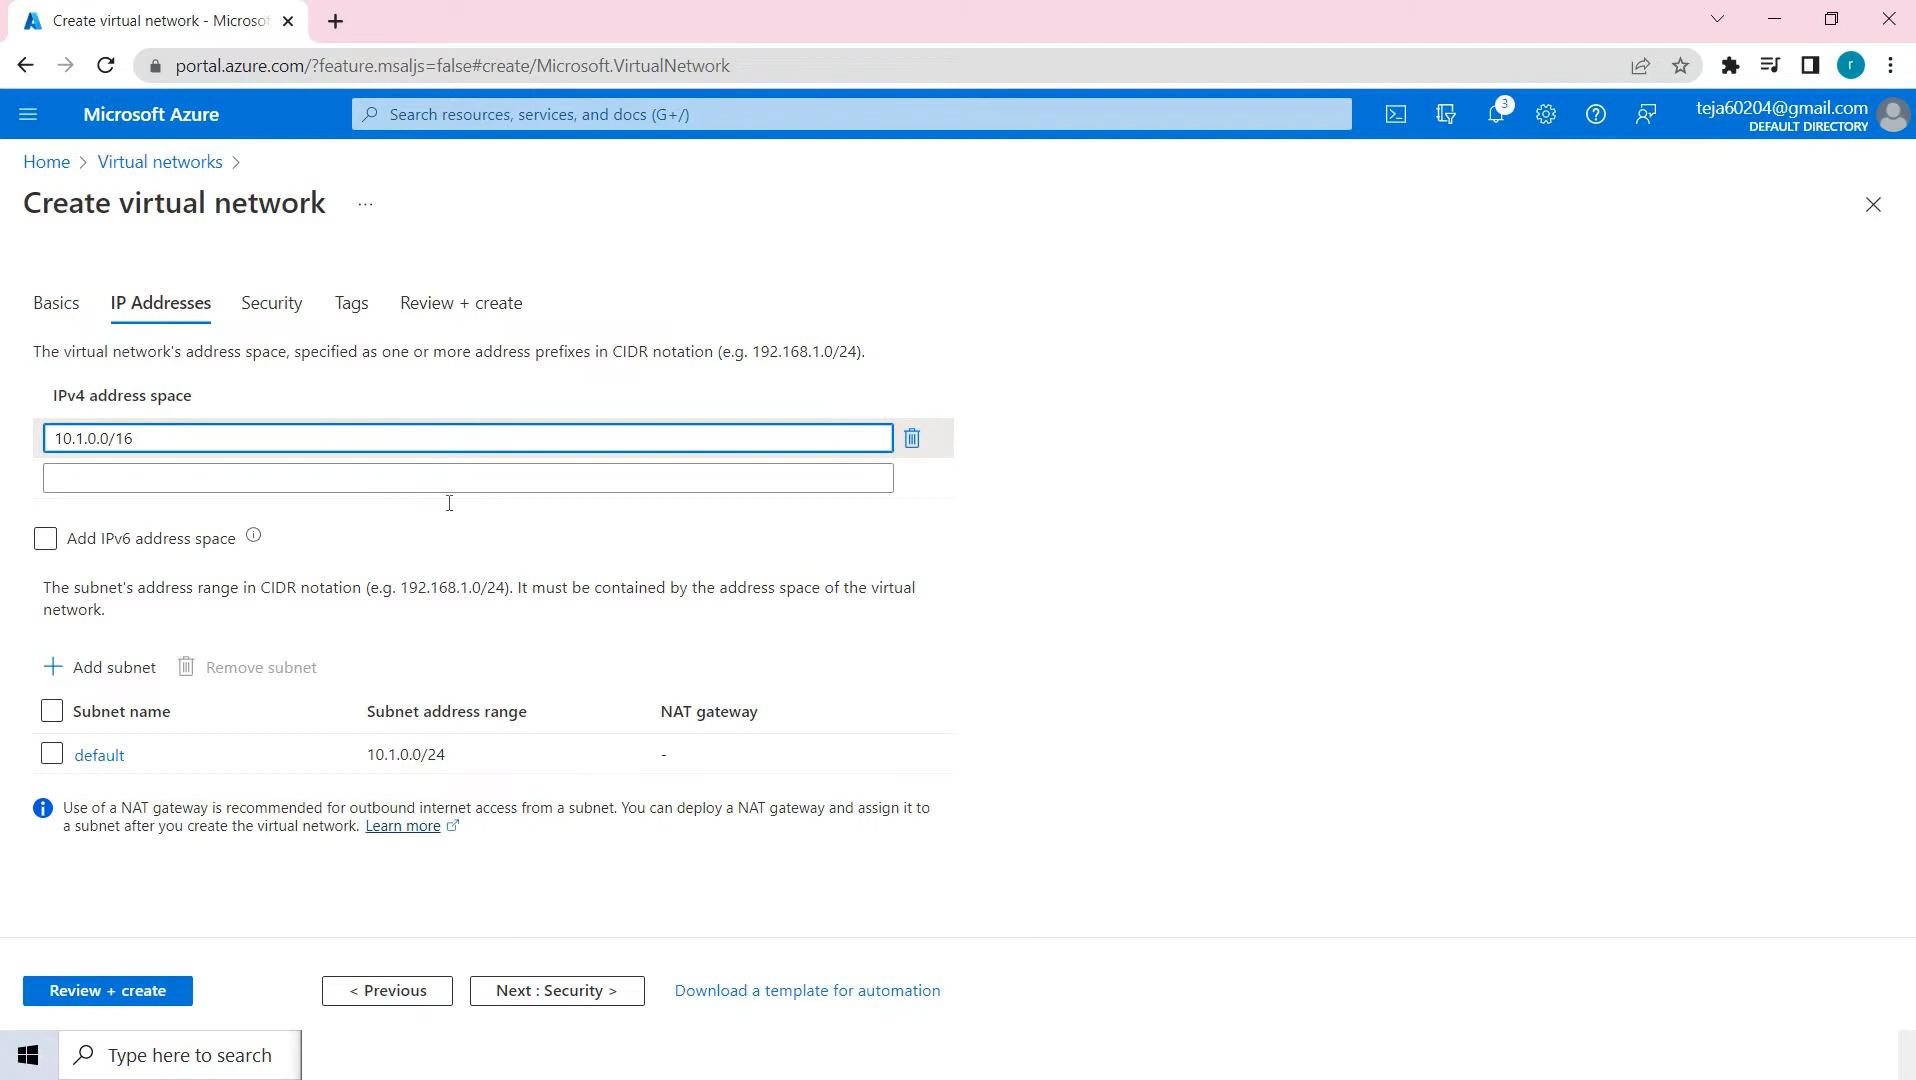 Create virtual network - Microsof
portal.azure.com/?feature.msaljs=false#create/Microsoft.VirtualNetwork
r
Microsoft Azure
Search resources, services, and docs (G+/)
3
teja60204@gmail.com
DEFAULT DIRECTORY
Home > Virtual networks >
Create virtual network ...
Basics IP Addresses Security Tags Review + create
The virtual network's address space, specified as one or more address prefixes in CIDR notation (e.g. 192.168.1.0/24).
IPv4 address space
10.1.0.0/16
Add IPv6 address space
The subnet's address range in CIDR notation (e.g. 192.168.1.0/24). It must be contained by the address space of the virtual
network.
+ Add subnet Remove subnet
Subnet name Subnet address range NAT gateway
default 10.1.0.0/24 -
Use of a NAT gateway is recommended for outbound internet access from a subnet. You can deploy a NAT gateway and assign it to
a subnet after you create the virtual network. Learn more
Review + create < Previous Next : Security > Download a template for automation
Type here to search